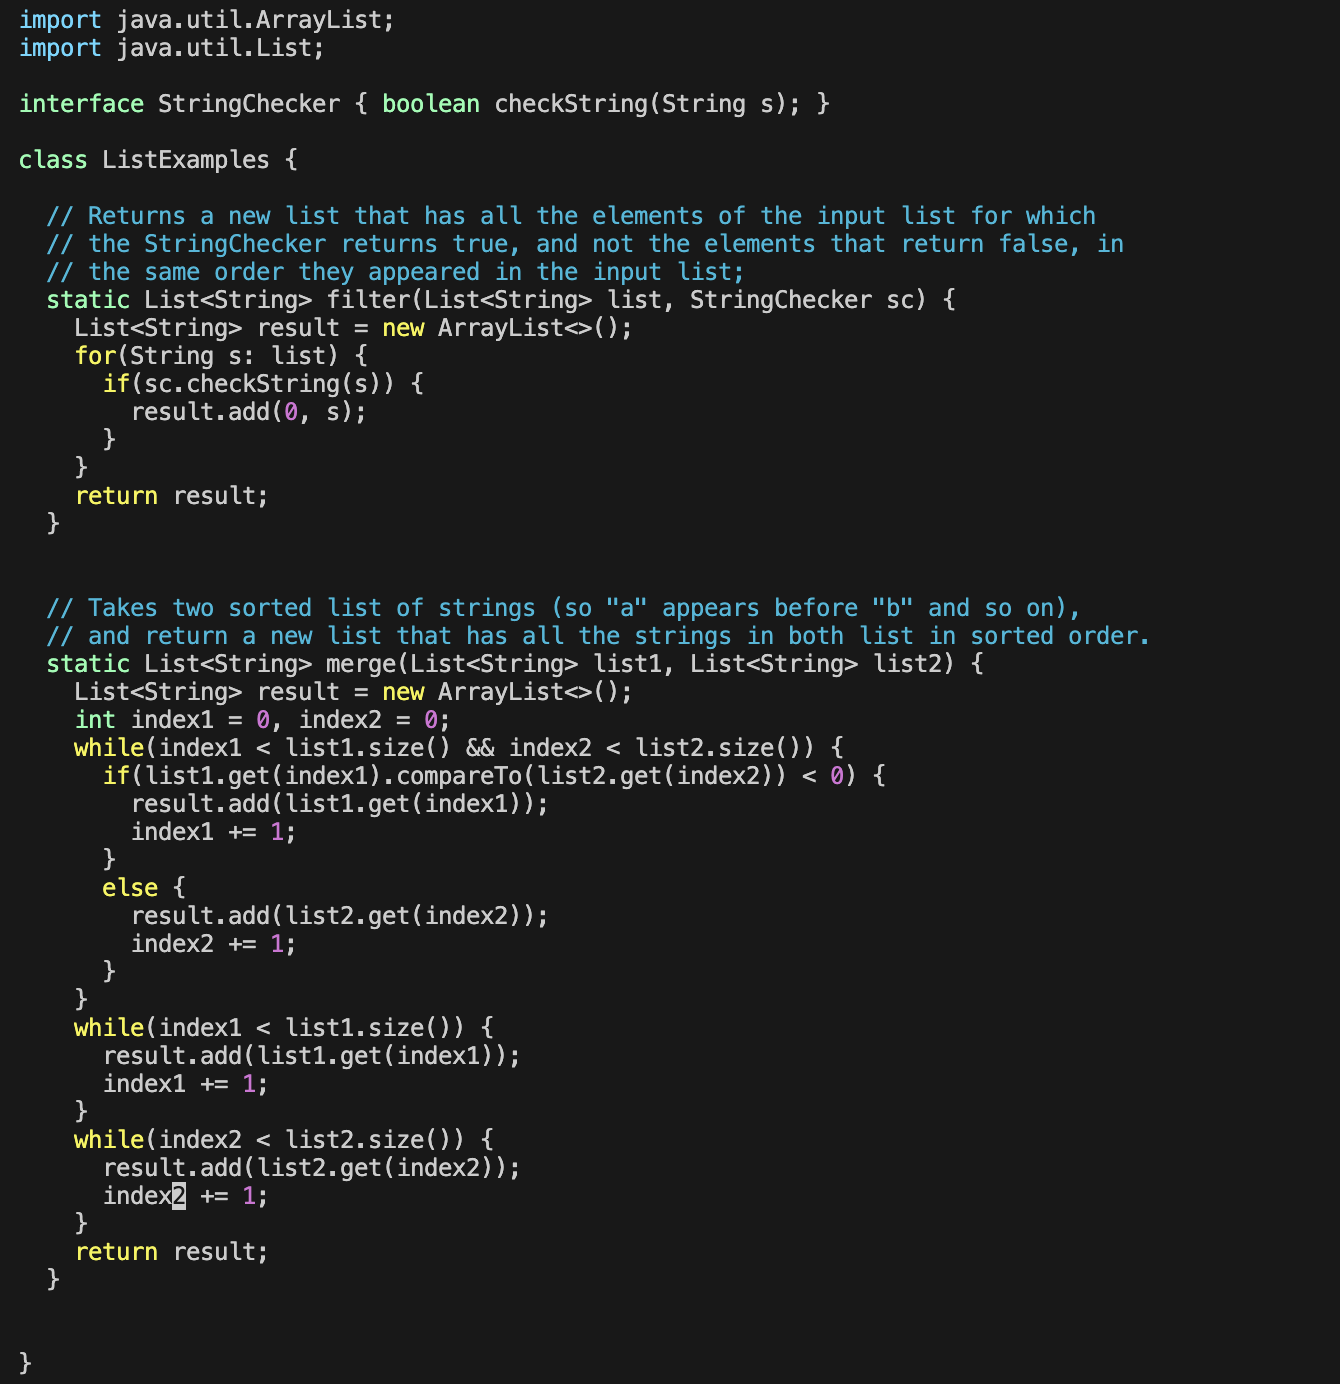 import java.util.ArrayList;
import java.util.List;

interface StringChecker { boolean checkString(String s); }

class ListExamples {

  // Returns a new list that has all the elements of the input list for which
  // the StringChecker returns true, and not the elements that return false, in
  // the same order they appeared in the input list;
  static List<String> filter(List<String> list, StringChecker sc) {
    List<String> result = new ArrayList<>();
    for(String s: list) {
      if(sc.checkString(s)) {
        result.add(0, s);
      }
    }
    return result;
  }


  // Takes two sorted list of strings (so "a" appears before "b" and so on),
  // and return a new list that has all the strings in both list in sorted order.
  static List<String> merge(List<String> list1, List<String> list2) {
    List<String> result = new ArrayList<>();
    int index1 = 0, index2 = 0;
    while(index1 < list1.size() && index2 < list2.size()) {
      if(list1.get(index1).compareTo(list2.get(index2)) < 0) {
        result.add(list1.get(index1));
        index1 += 1;
      }
      else {
        result.add(list2.get(index2));
        index2 += 1;
      }
    }
    while(index1 < list1.size()) {
      result.add(list1.get(index1));
      index1 += 1;
    }
    while(index2 < list2.size()) {
      result.add(list2.get(index2));
      index2 += 1;
    }
    return result;
  }


}